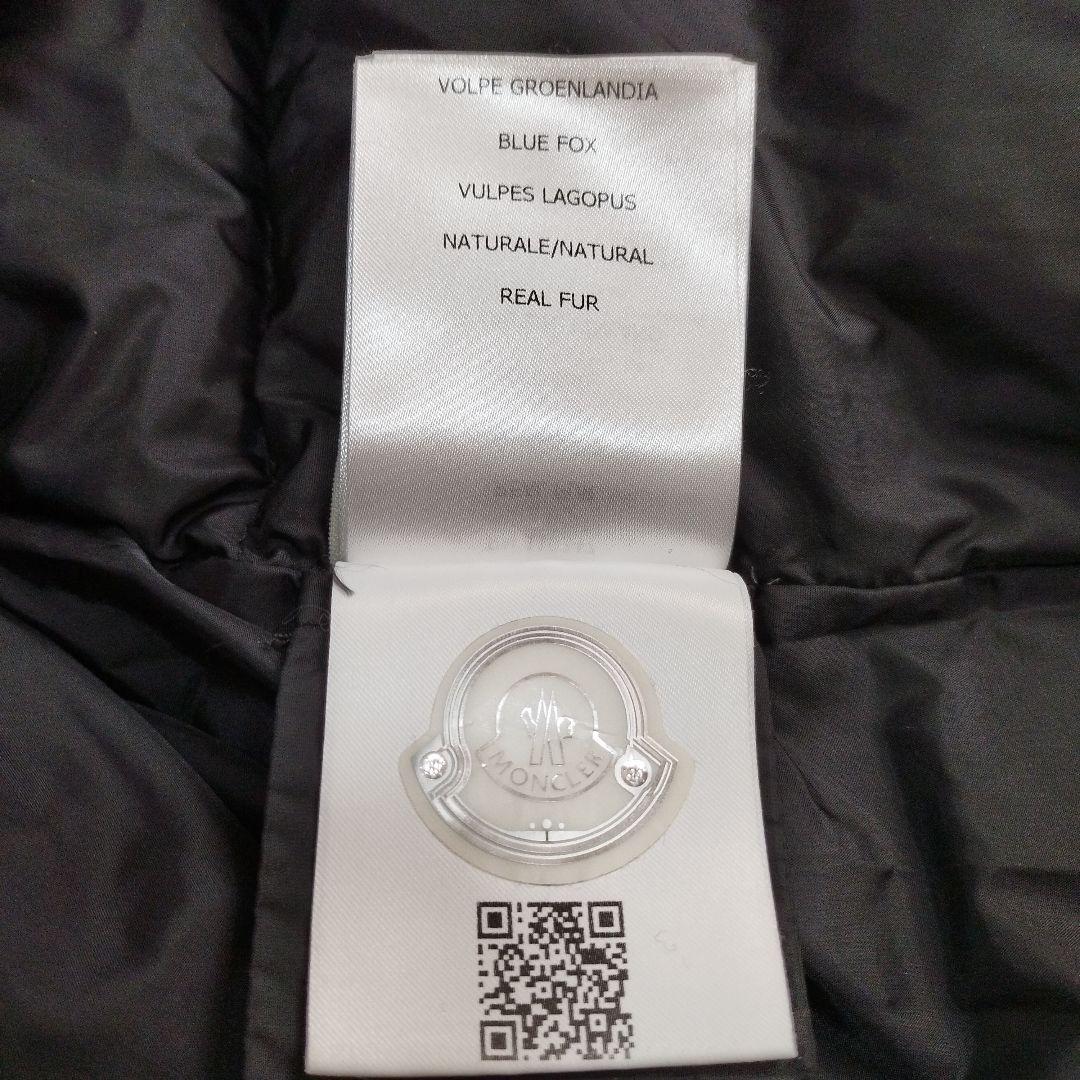 VOLPE GROENLANDIA
BLUE FOX
VULPES LAGOPUS
NATURALE/NATURAL
REAL FUR
MONCLER